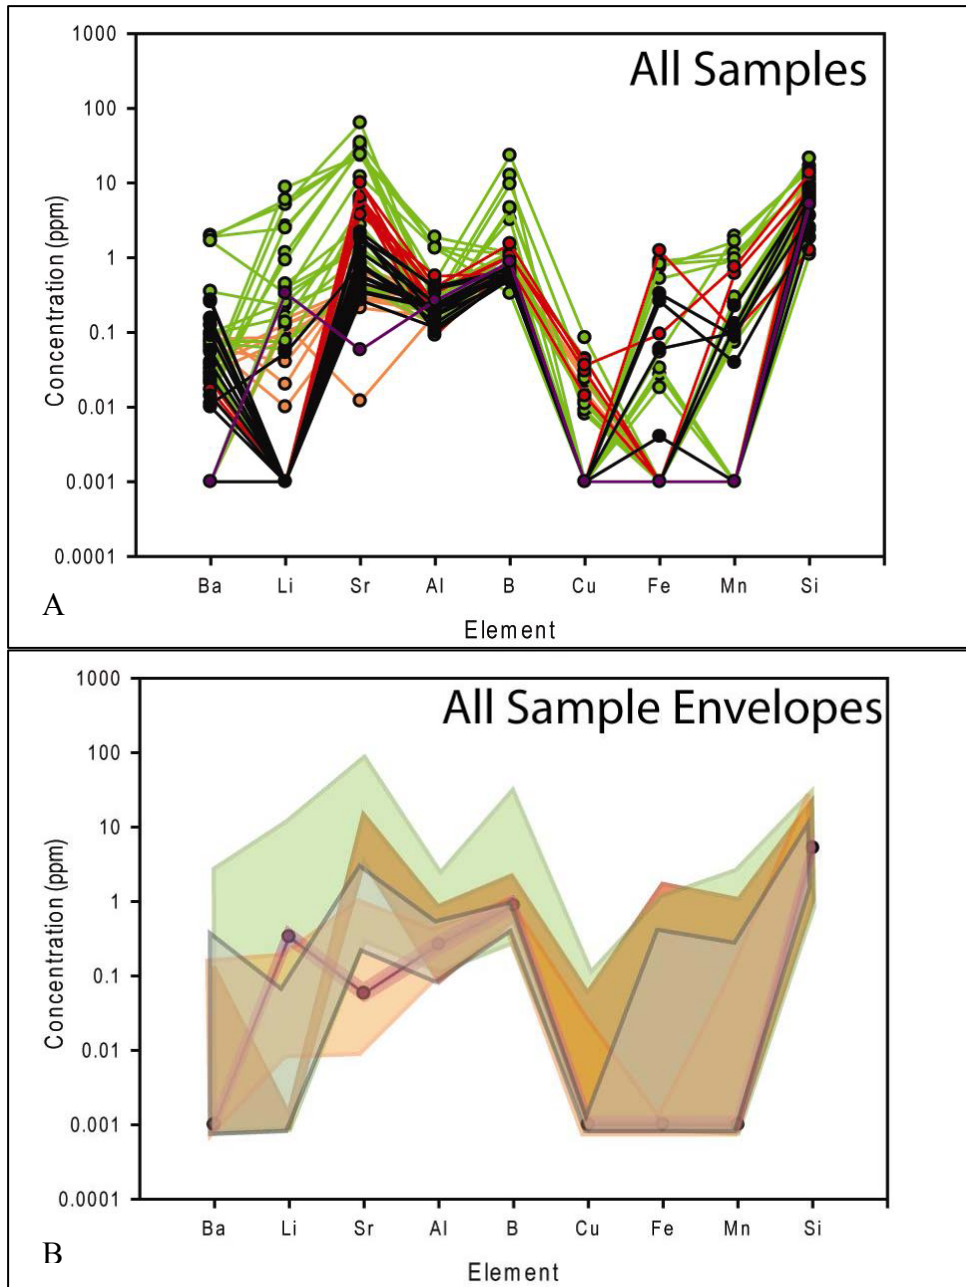 1000
All Samples
100
10
1
0.1
0.01
0.001
0.0001
Concentration (ppm)
Ba Li Sr Al B Cu Fe Mn Si
A
Element
1000
All Sample Envelopes
100
10
1
0.1
0.01
0.001
0.0001
Concentration (ppm)
Ba Li Sr Al B Cu Fe Mn Si
B
Element